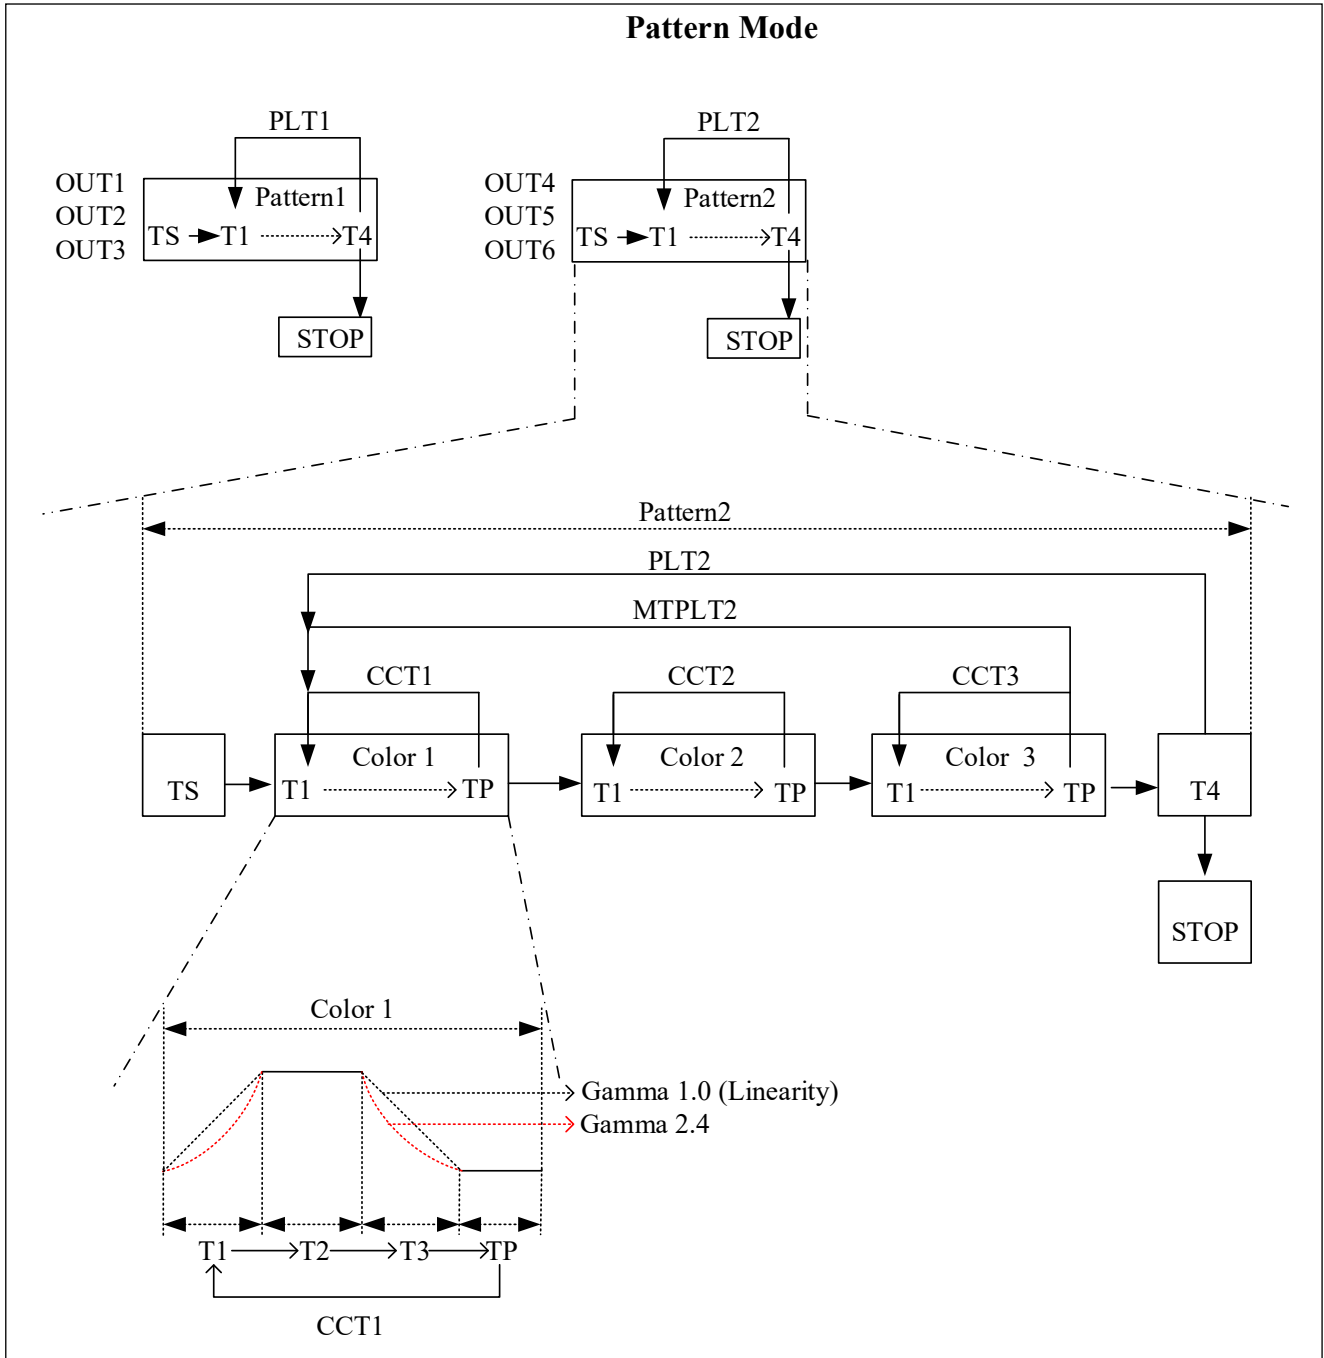 Pattern Mode
PLT1
OUT1
OUT2
OUT3
Pattern1
TS T1 T4
STOP
PLT2
OUT4
OUT5
OUT6
Pattern2
TS T1 T4
STOP
Pattern2
PLT2
MTPLT2
CCT1 CCT2 CCT3
TS
Color 1
T1 TP
Color 2
T1 TP
Color 3
T1 TP
T4
STOP
Color 1
Gamma 1.0 (Linearity)
Gamma 2.4
T1 T2 T3 TP
CCT1